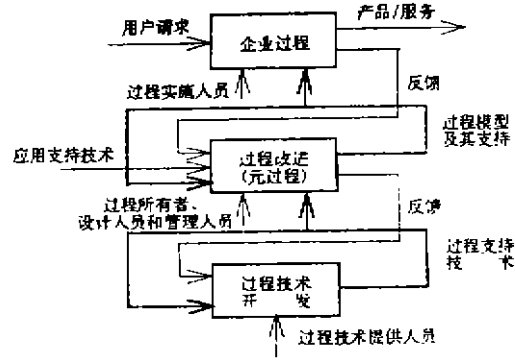 产品/服务
用户请求
企业过程
反馈
过程实施人员
过程模型
及其支持
应用支持技术
过程改进
(元过程)
过程所有者、
设计人员和管理人员
反馈
过程支持
技 术
过程技术
开 发
过程技术提供人员